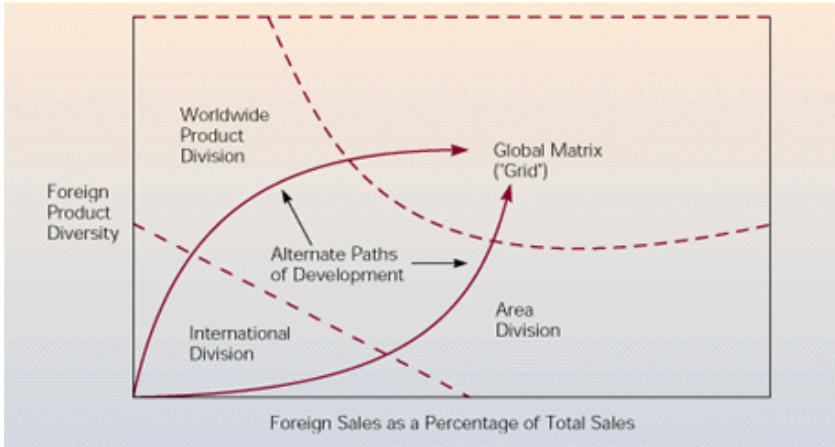 Worldwide
Product
Division
Global Matrix
("Grid")
Foreign
Product
Diversity
Alternate Paths
of Development
International
Division
Area
Division
Foreign Sales as a Percentage of Total Sales